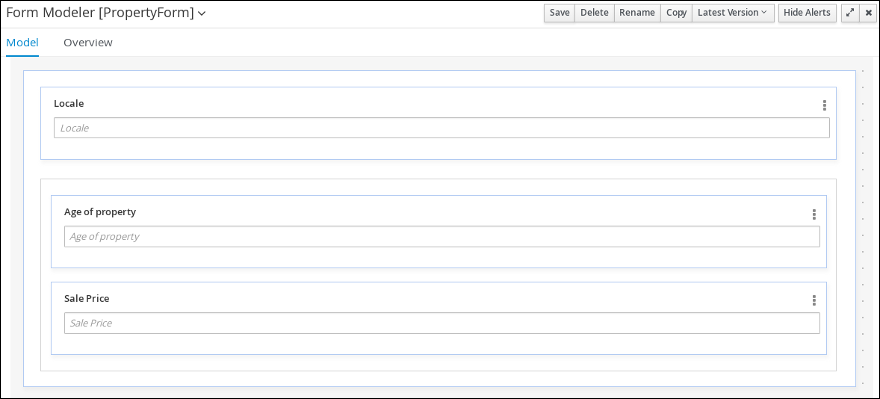 Form Modeler [PropertyForm]
Save Delete Rename Copy Latest Version Hide Alerts
Model Overview
Locale
Locale
Age of property
Age of property
Sale Price
Sale Price